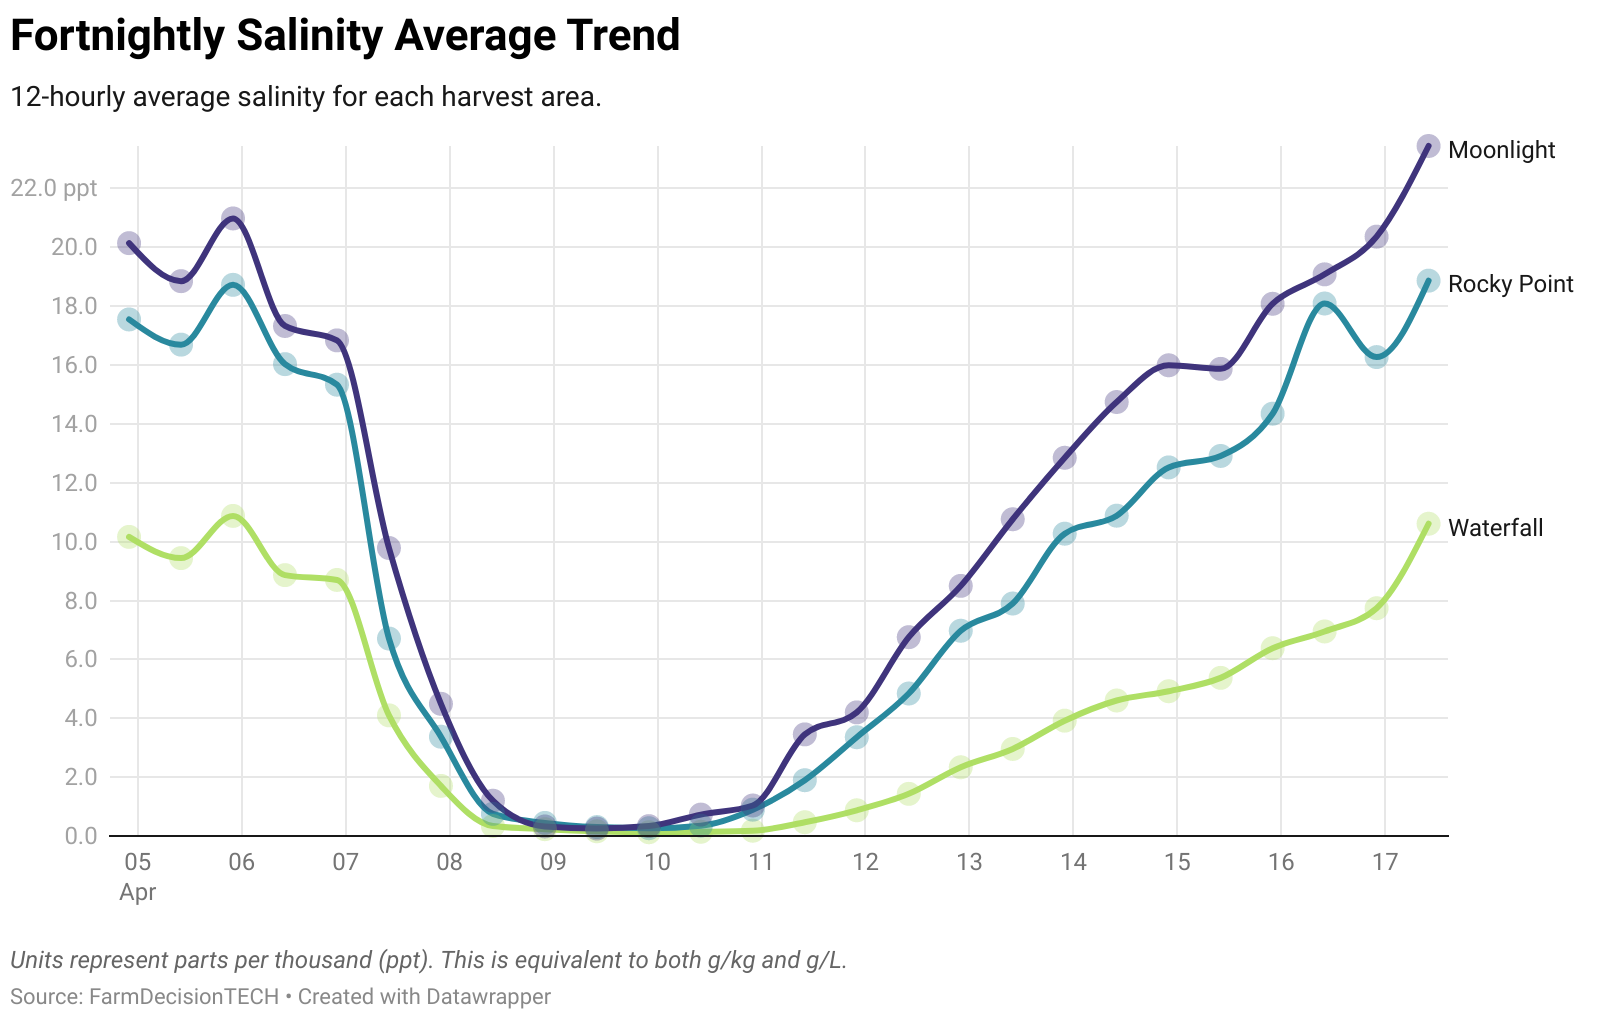 Fortnightly Salinity Average Trend
12-hourly average salinity for each harvest area.
Moonlight
22.0 ppt
20.0
Rocky Point
18.0
16.0
14.0
12.0
Waterfall
10.0
8.0
6.0
4.0
2.0
0.0
05 06 07 08 09 10 11 12 13 14 15 16 17
Apr
Units represent parts per thousand (ppt). This is equivalent to both g/kg and g/L.
Source: FarmDecisionTECH • Created with Datawrapper